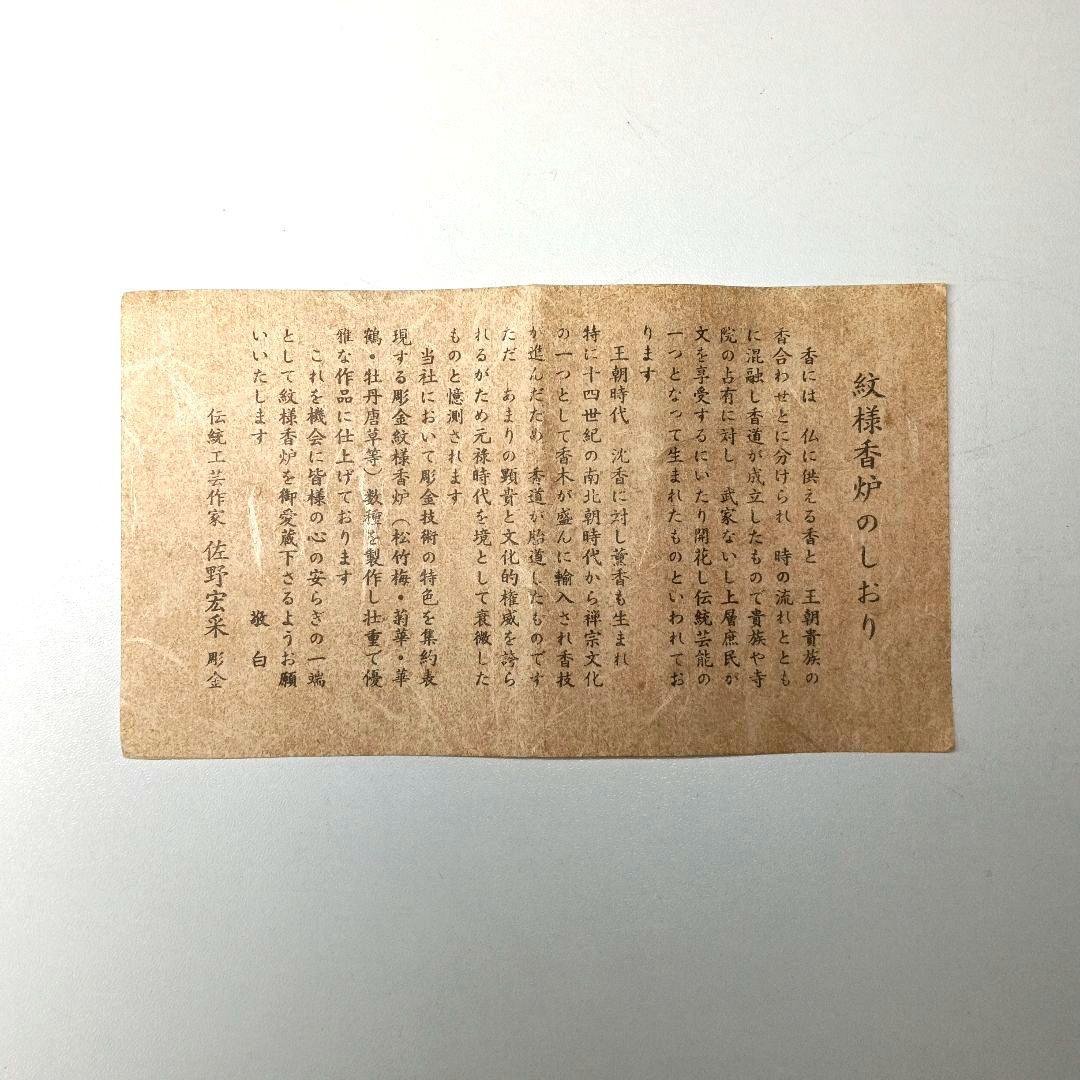 紋様香炉のしおり
香には　仏に供える香と　王朝貴族の
香合わせとに分けられ　時の流れととも
に混融し香道が成立したもので貴族や寺
院の占有に対し　武家ないし上層庶民が
文を享受するにいたり開花し伝統芸能の
一つとなって生まれたものといわれてお
ります
王朝時代　沈香に対し薫香も生まれ
特に十四世紀の南北朝時代から禅宗文化
の一つとして香木が盛んに輸入され香技
が進んだため　香道が胎道したものです
ただ　あまりの顕貴と文化的権威を誇ら
れるがため元禄時代を境として衰微した
ものと憶測されます
当社において彫金技術の特色を集約表
現する彫金紋様香炉（松竹梅・菊華・華
鶴・牡丹唐草等）数種を製作し壮重で優
雅な作品に仕上げております
これを機会に皆様の心の安らぎの一端
として紋様香炉を御愛蔵下さるようお願
いいたします
敬　白
伝統工芸作家　佐野宏采　彫金